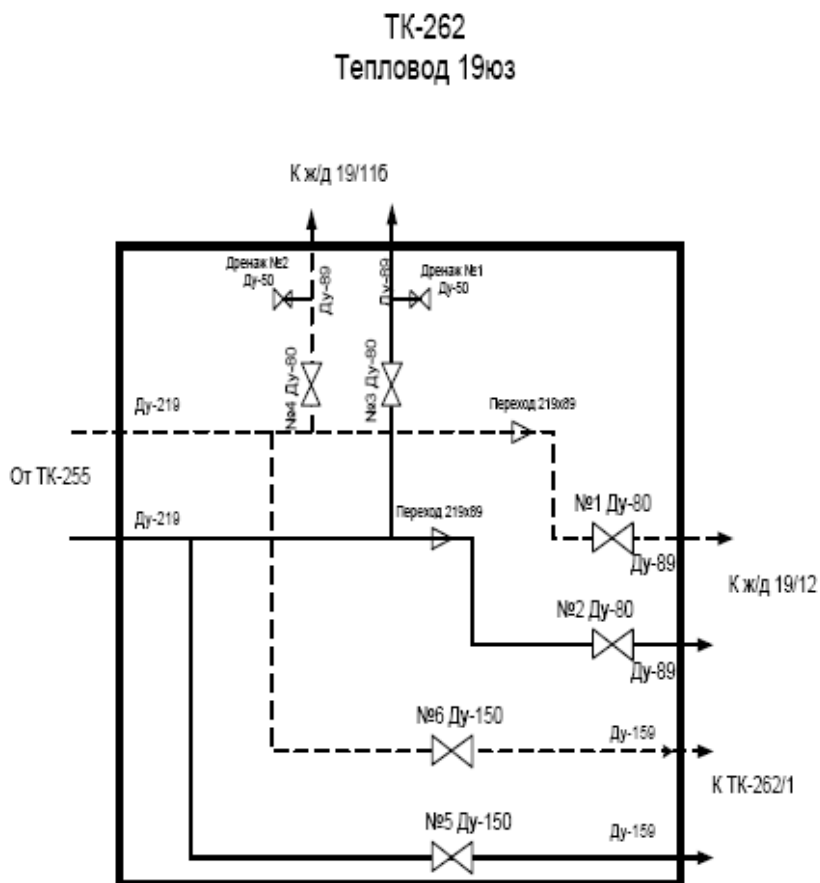 ТК-262
Тепловод 19юз
К ж/д 19/11б
Дренаж №2
Ду-50
Ду-89
Ду-89
Дренаж №1
Ду-50
№4 Ду-80
№3 Ду-80
Ду-219
Переход 219х89
От ТК-255
Ду-219
Переход 219х89
№1 Ду-80
Ду-89
К ж/д 19/12
№2 Ду-80
Ду-89
№6 Ду-150
Ду-159
К ТК-262/1
№5 Ду-150
Ду-159